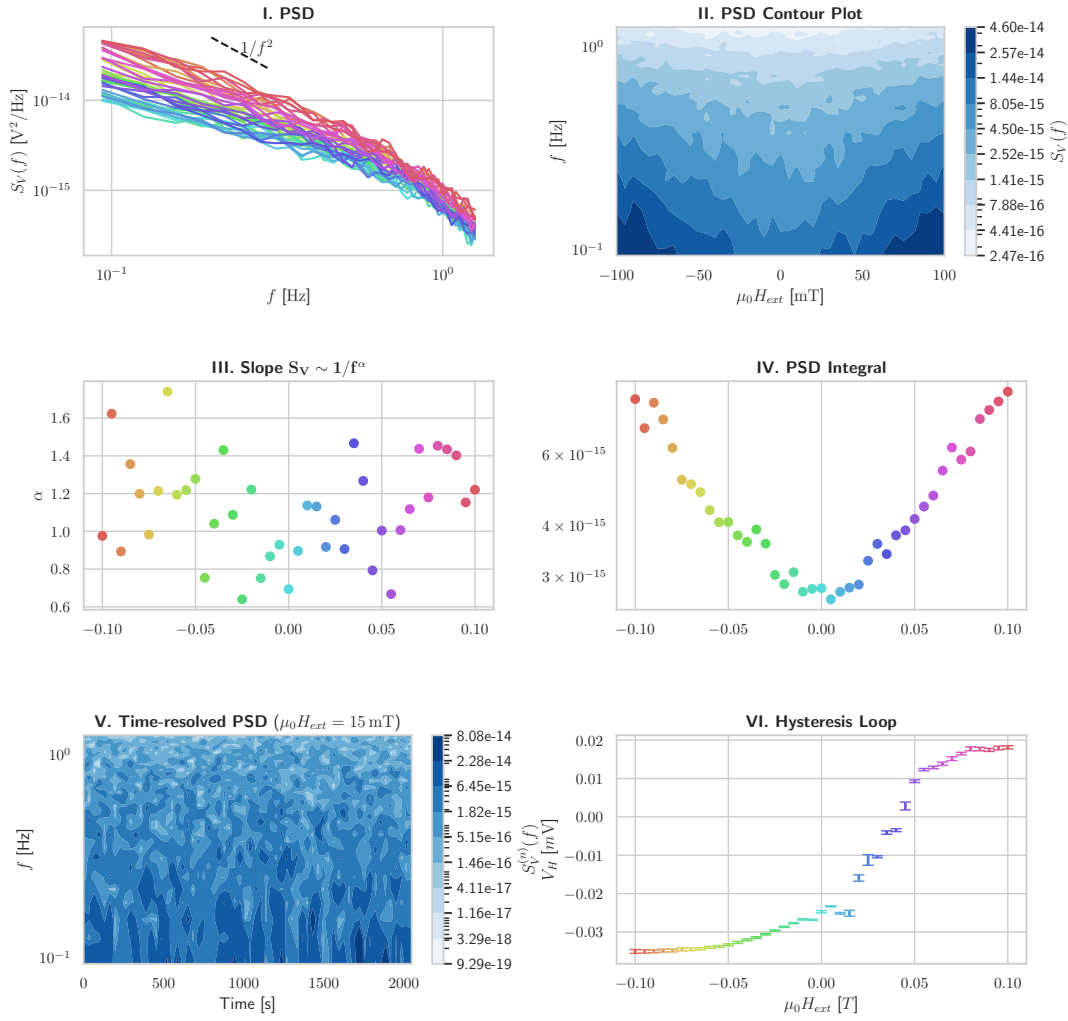 I. PSD
1/f²
10⁻¹⁴
10⁻¹⁵
S_V(f) [V²/Hz]
10⁻¹
10⁰
f [Hz]
II. PSD Contour Plot
10⁰
10⁻¹
f [Hz]
−100
−50
0
50
100
μ₀H_ext [mT]
4.60e-14
2.57e-14
1.44e-14
8.05e-15
4.50e-15
2.52e-15
1.41e-15
7.88e-16
4.41e-16
2.47e-16
S_V(f)
III. Slope S_V ∼ 1/f^α
1.6
1.4
1.2
1.0
0.8
0.6
α
−0.10
−0.05
0.00
0.05
0.10
IV. PSD Integral
6 × 10⁻¹⁵
4 × 10⁻¹⁵
3 × 10⁻¹⁵
−0.10
−0.05
0.00
0.05
0.10
V. Time-resolved PSD (μ₀H_ext = 15 mT)
10⁰
10⁻¹
f [Hz]
0
500
1000
1500
2000
Time [s]
8.08e-14
2.28e-14
6.45e-15
1.82e-15
5.15e-16
1.46e-16
4.11e-17
1.16e-17
3.29e-18
9.29e-19
S_V^(n)(f)
VI. Hysteresis Loop
0.02
0.01
0.00
−0.01
−0.02
−0.03
V_H [mV]
−0.10
−0.05
0.00
0.05
0.10
μ₀H_ext [T]